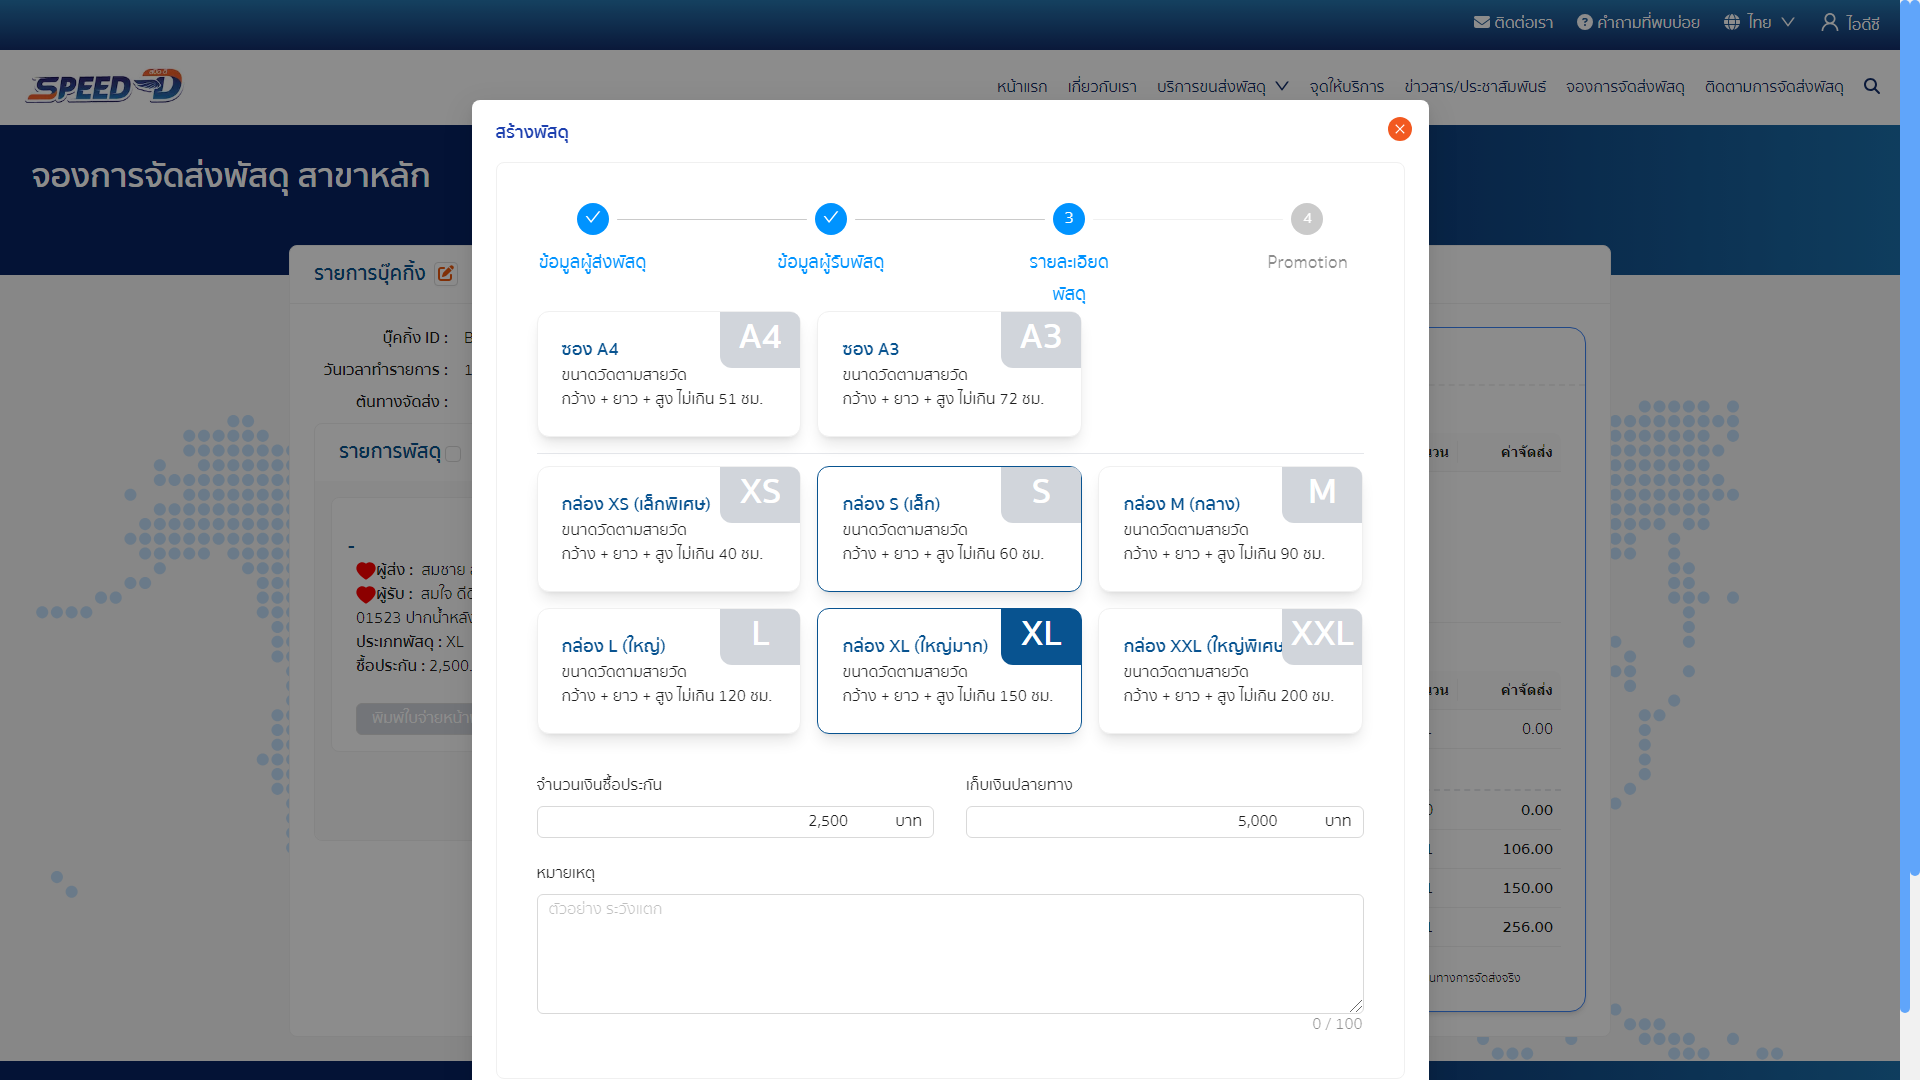 ติดต่อเรา
คำถามที่พบบ่อย
ไทย
ไอดีซี
สปีด-ดี
SPEED-D
หน้าแรก
เกี่ยวกับเรา
บริการขนส่งพัสดุ
จุดให้บริการ
ข่าวสาร/ประชาสัมพันธ์
จองการจัดส่งพัสดุ
ติดตามการจัดส่งพัสดุ
จองการจัดส่งพัสดุ สาขาหลัก
รายการบุ๊คกิ้ง
บุ๊คกิ้ง ID :
วันเวลาทำรายการ :
ต้นทางจัดส่ง :
รายการพัสดุ
-
ผู้ส่ง : สมชาย
ผู้รับ : สมใจ
01523
ประเภทพัสดุ : XL
ซื้อประกัน : 2,500.
สร้างพัสดุ
3
4
ข้อมูลผู้ส่งพัสดุ
ข้อมูลผู้รับพัสดุ
รายละเอียด
พัสดุ
Promotion
A4
ซอง A4
ขนาดวัดตามสายวัด
กว้าง + ยาว + สูง ไม่เกิน 51 ซม.
A3
ซอง A3
ขนาดวัดตามสายวัด
กว้าง + ยาว + สูง ไม่เกิน 72 ซม.
XS
กล่อง XS (เล็กพิเศษ)
ขนาดวัดตามสายวัด
กว้าง + ยาว + สูง ไม่เกิน 40 ซม.
S
กล่อง S (เล็ก)
ขนาดวัดตามสายวัด
กว้าง + ยาว + สูง ไม่เกิน 60 ซม.
M
กล่อง M (กลาง)
ขนาดวัดตามสายวัด
กว้าง + ยาว + สูง ไม่เกิน 90 ซม.
L
กล่อง L (ใหญ่)
ขนาดวัดตามสายวัด
กว้าง + ยาว + สูง ไม่เกิน 120 ซม.
XL
กล่อง XL (ใหญ่มาก)
ขนาดวัดตามสายวัด
กว้าง + ยาว + สูง ไม่เกิน 150 ซม.
XXL
กล่อง XXL (ใหญ่พิเศษ
ขนาดวัดตามสายวัด
กว้าง + ยาว + สูง ไม่เกิน 200 ซม.
จำนวนเงินซื้อประกัน
2,500 บาท
เก็บเงินปลายทาง
5,000 บาท
หมายเหตุ
ตัวอย่าง ระวังแตก
0 / 100
ค่าจัดส่ง
ค่าจัดส่ง
0.00
0.00
106.00
150.00
256.00